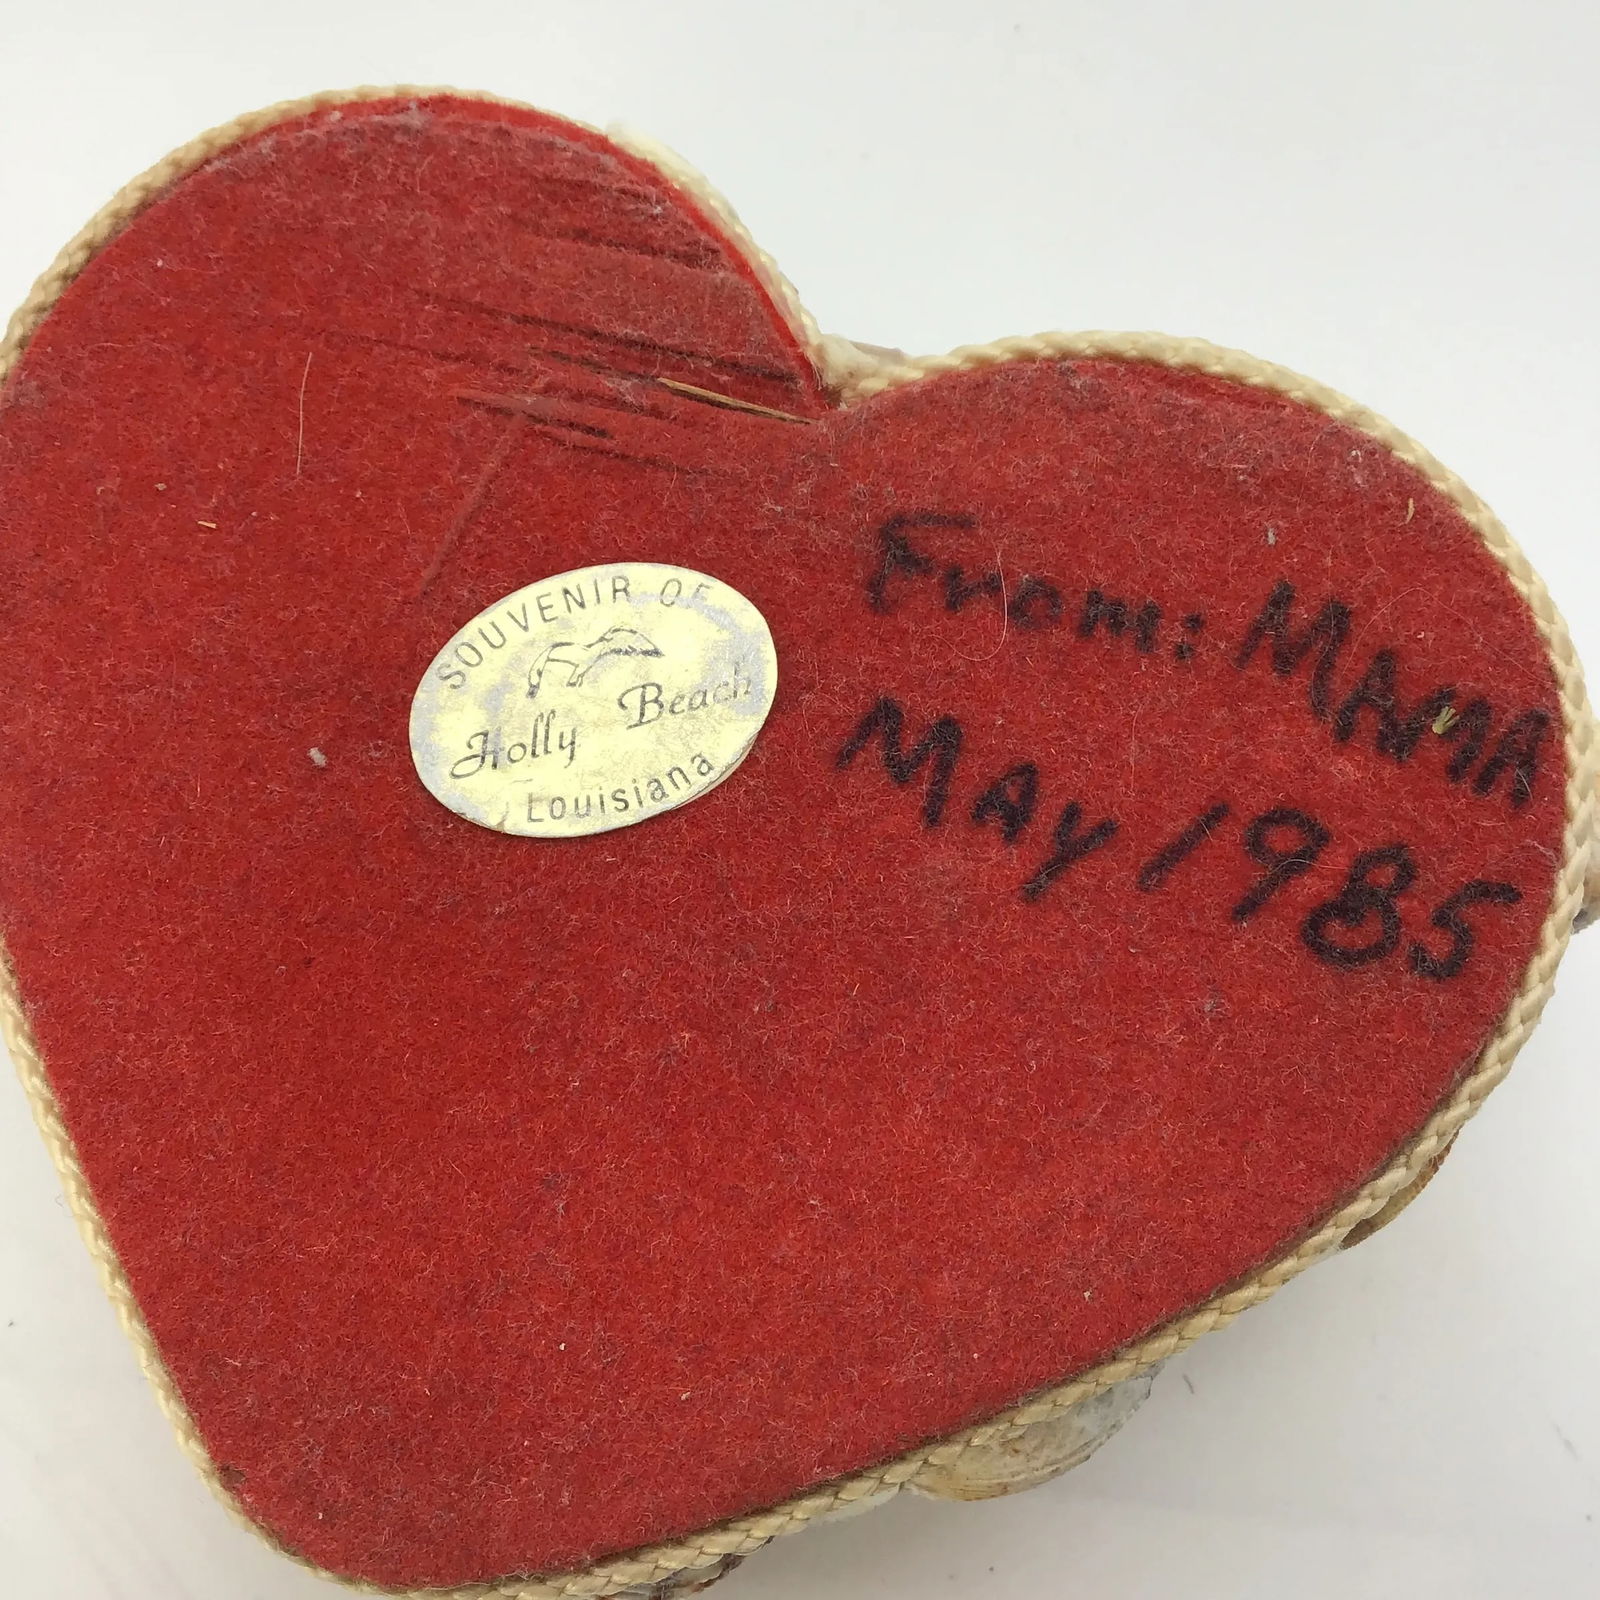 SOUVENIR OF
Holly Beach
Louisiana
From: MAMA
MAY 1985